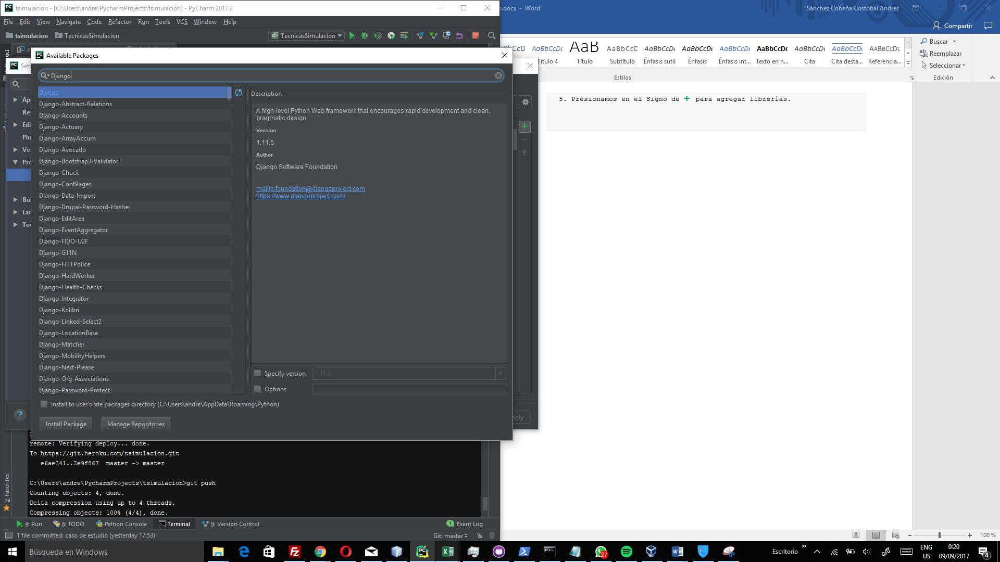 tsimulacion - [C:\Users\andre\PycharmProjects\tsimulacion] - PyCharm 2017.2
File Edit View Navigate Code Refactor Run Tools VCS Window Help
tsimulacion TecnicasSimulacion
TecnicasSimulacion
Available Packages
Django
Django
Django-Abstract-Relations
Django-Accounts
Django-Actuary
Django-ArrayAccum
Django-Avocado
Django-Bootstrap3-Validator
Django-Chuck
Django-ConfPages
Django-Data-Import
Django-Drupal-Password-Hasher
Django-EditArea
Django-EventAggregator
Django-FIDO-U2F
Django-G11N
Django-HTTPolice
Django-HardWorker
Django-Health-Checks
Django-Integrator
Django-Kolibri
Django-Linked-Select2
Django-LocationBase
Django-Matcher
Django-MobilityHelpers
Django-Next-Please
Django-Org-Associations
Django-Password-Protect
Description
A high-level Python Web framework that encourages rapid development and clean,
pragmatic design.
Version
1.11.5
Author
Django Software Foundation
mailto:foundation@djangoproject.com
https://www.djangoproject.com/
Specify version 1.11.5
Options
Install to user's site packages directory (C:\Users\andre\AppData\Roaming\Python)
Install Package Manage Repositories
remote: Verifying deploy... done.
To https://git.heroku.com/tsimulacion.git
e6ae241..2e9f867 master -> master
C:\Users\andre\PycharmProjects\tsimulacion>git push
Counting objects: 4, done.
Delta compression using up to 4 threads.
Compressing objects: 100% (4/4), done.
2: Favorites
4: Run 6: TODO Python Console Terminal 9: Version Control 1 Event Log
1 file committed: caso de estudio (yesterday 17:53) Git: master
.docx - Word Sánchez Cobeña Cristóbal Andrés
Compartir
CcD AaBbCcDc AaB AaBbCcD AaBbCcDc AaBbCcDc AaBbCcDc AaBbCcDc AaBbCcDc AaBbCcDc AABBCCDD
Título 4 Título Subtítulo Énfasis sutil Énfasis Énfasis int... Texto en n... Cita Cita desta... Referencia...
Estilos
Buscar
Reemplazar
Seleccionar
Edición
5. Presionamos en el Signo de + para agregar librerías.
100 %
Búsqueda en Windows
27
Escritorio
ENG
US
0:20
09/09/2017
4